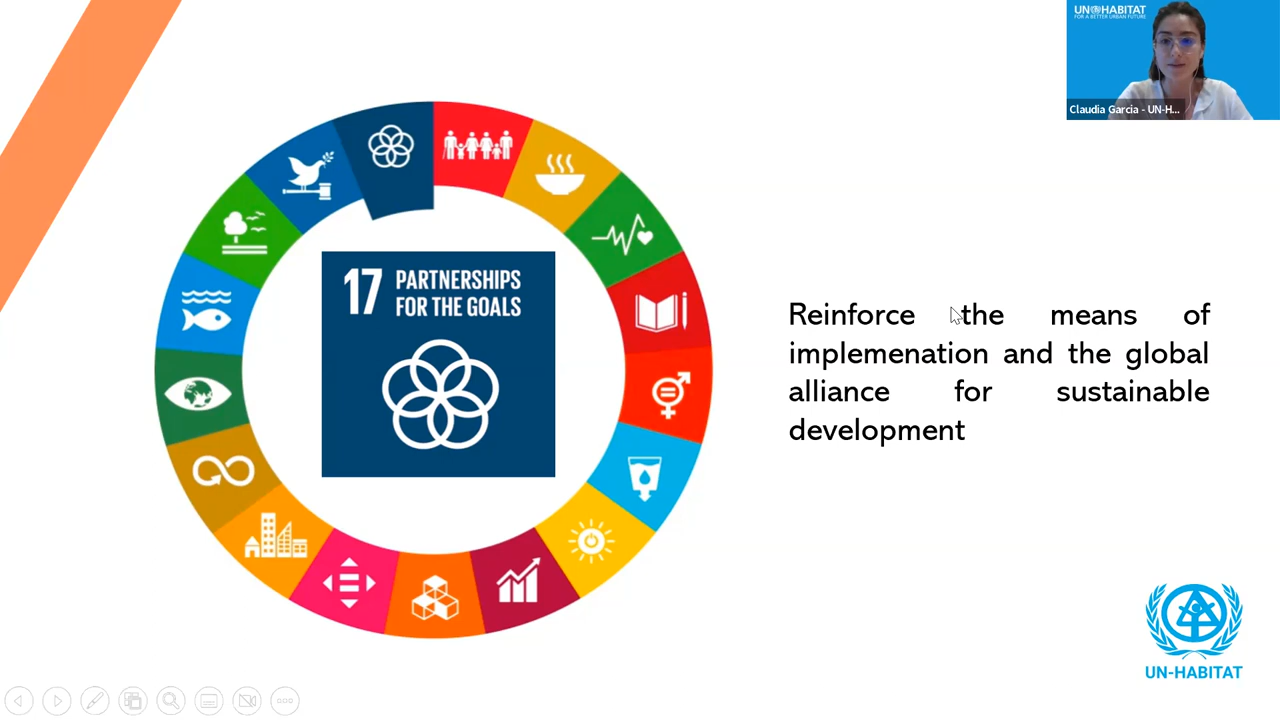 UN HABITAT
FOR A BETTER URBAN FUTURE
Claudia Garcia - UN-H...
17 PARTNERSHIPS
FOR THE GOALS
Reinforce the means of
implemenation and the global
alliance for sustainable
development
UN-HABITAT